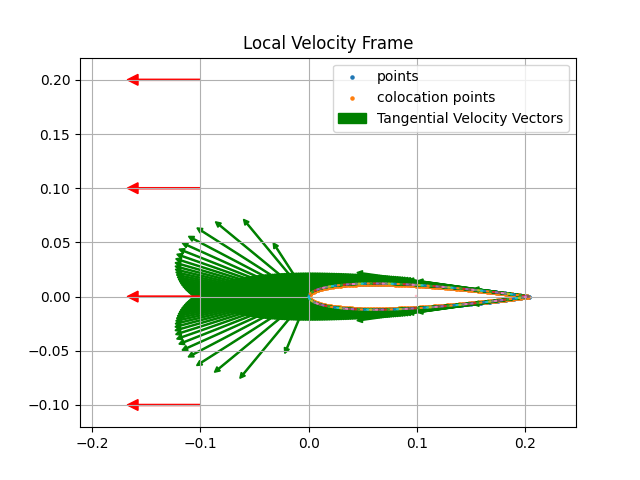 Local Velocity Frame
points
colocation points
Tangential Velocity Vectors
0.20
0.15
0.10
0.05
0.00
−0.05
−0.10
−0.2 −0.1 0.0 0.1 0.2